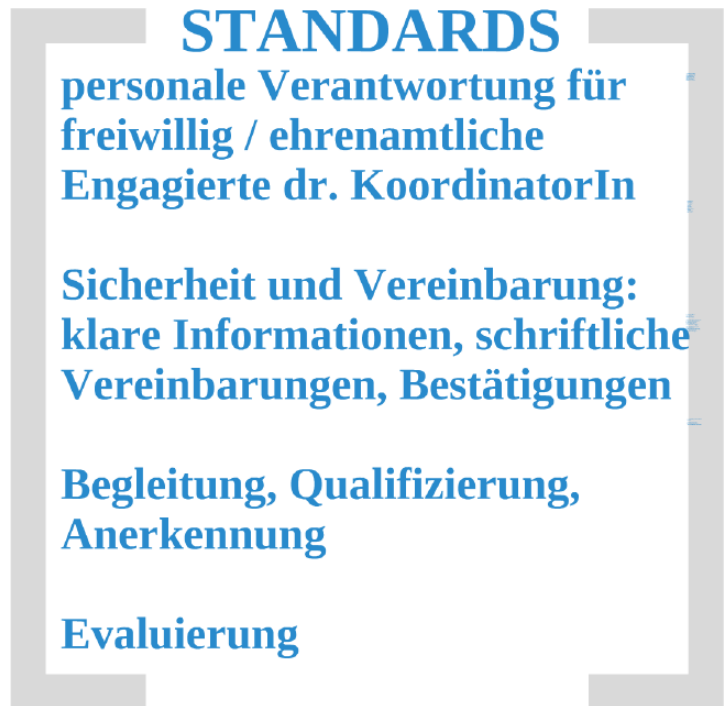 STANDARDS
personale Verantwortung für
freiwillig / ehrenamtliche
Engagierte dr. KoordinatorIn
Sicherheit und Vereinbarung:
klare Informationen, schriftliche
Vereinbarungen, Bestätigungen
Begleitung, Qualifizierung,
Anerkennung
Evaluierung